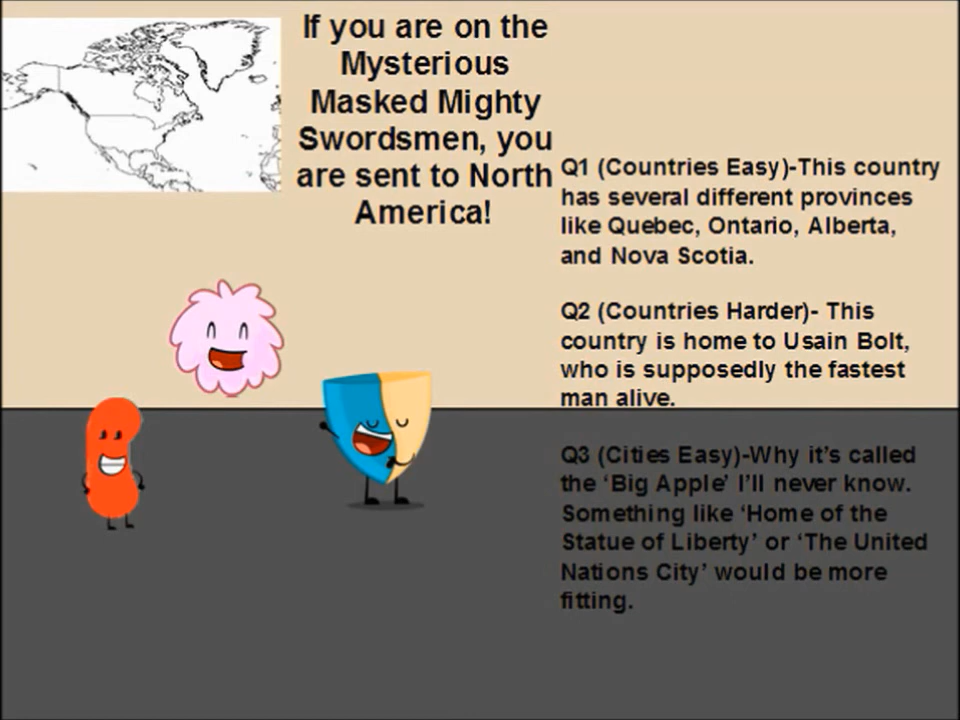 If you are on the
Mysterious
Masked Mighty
Swordsmen, you
are sent to North
America!
Q1 (Countries Easy)-This country
has several different provinces
like Quebec, Ontario, Alberta,
and Nova Scotia.
Q2 (Countries Harder)- This
country is home to Usain Bolt,
who is supposedly the fastest
man alive.
Q3 (Cities Easy)-Why it's called
the ‘Big Apple’ I'll never know.
Something like ‘Home of the
Statue of Liberty’ or ‘The United
Nations City’ would be more
fitting.